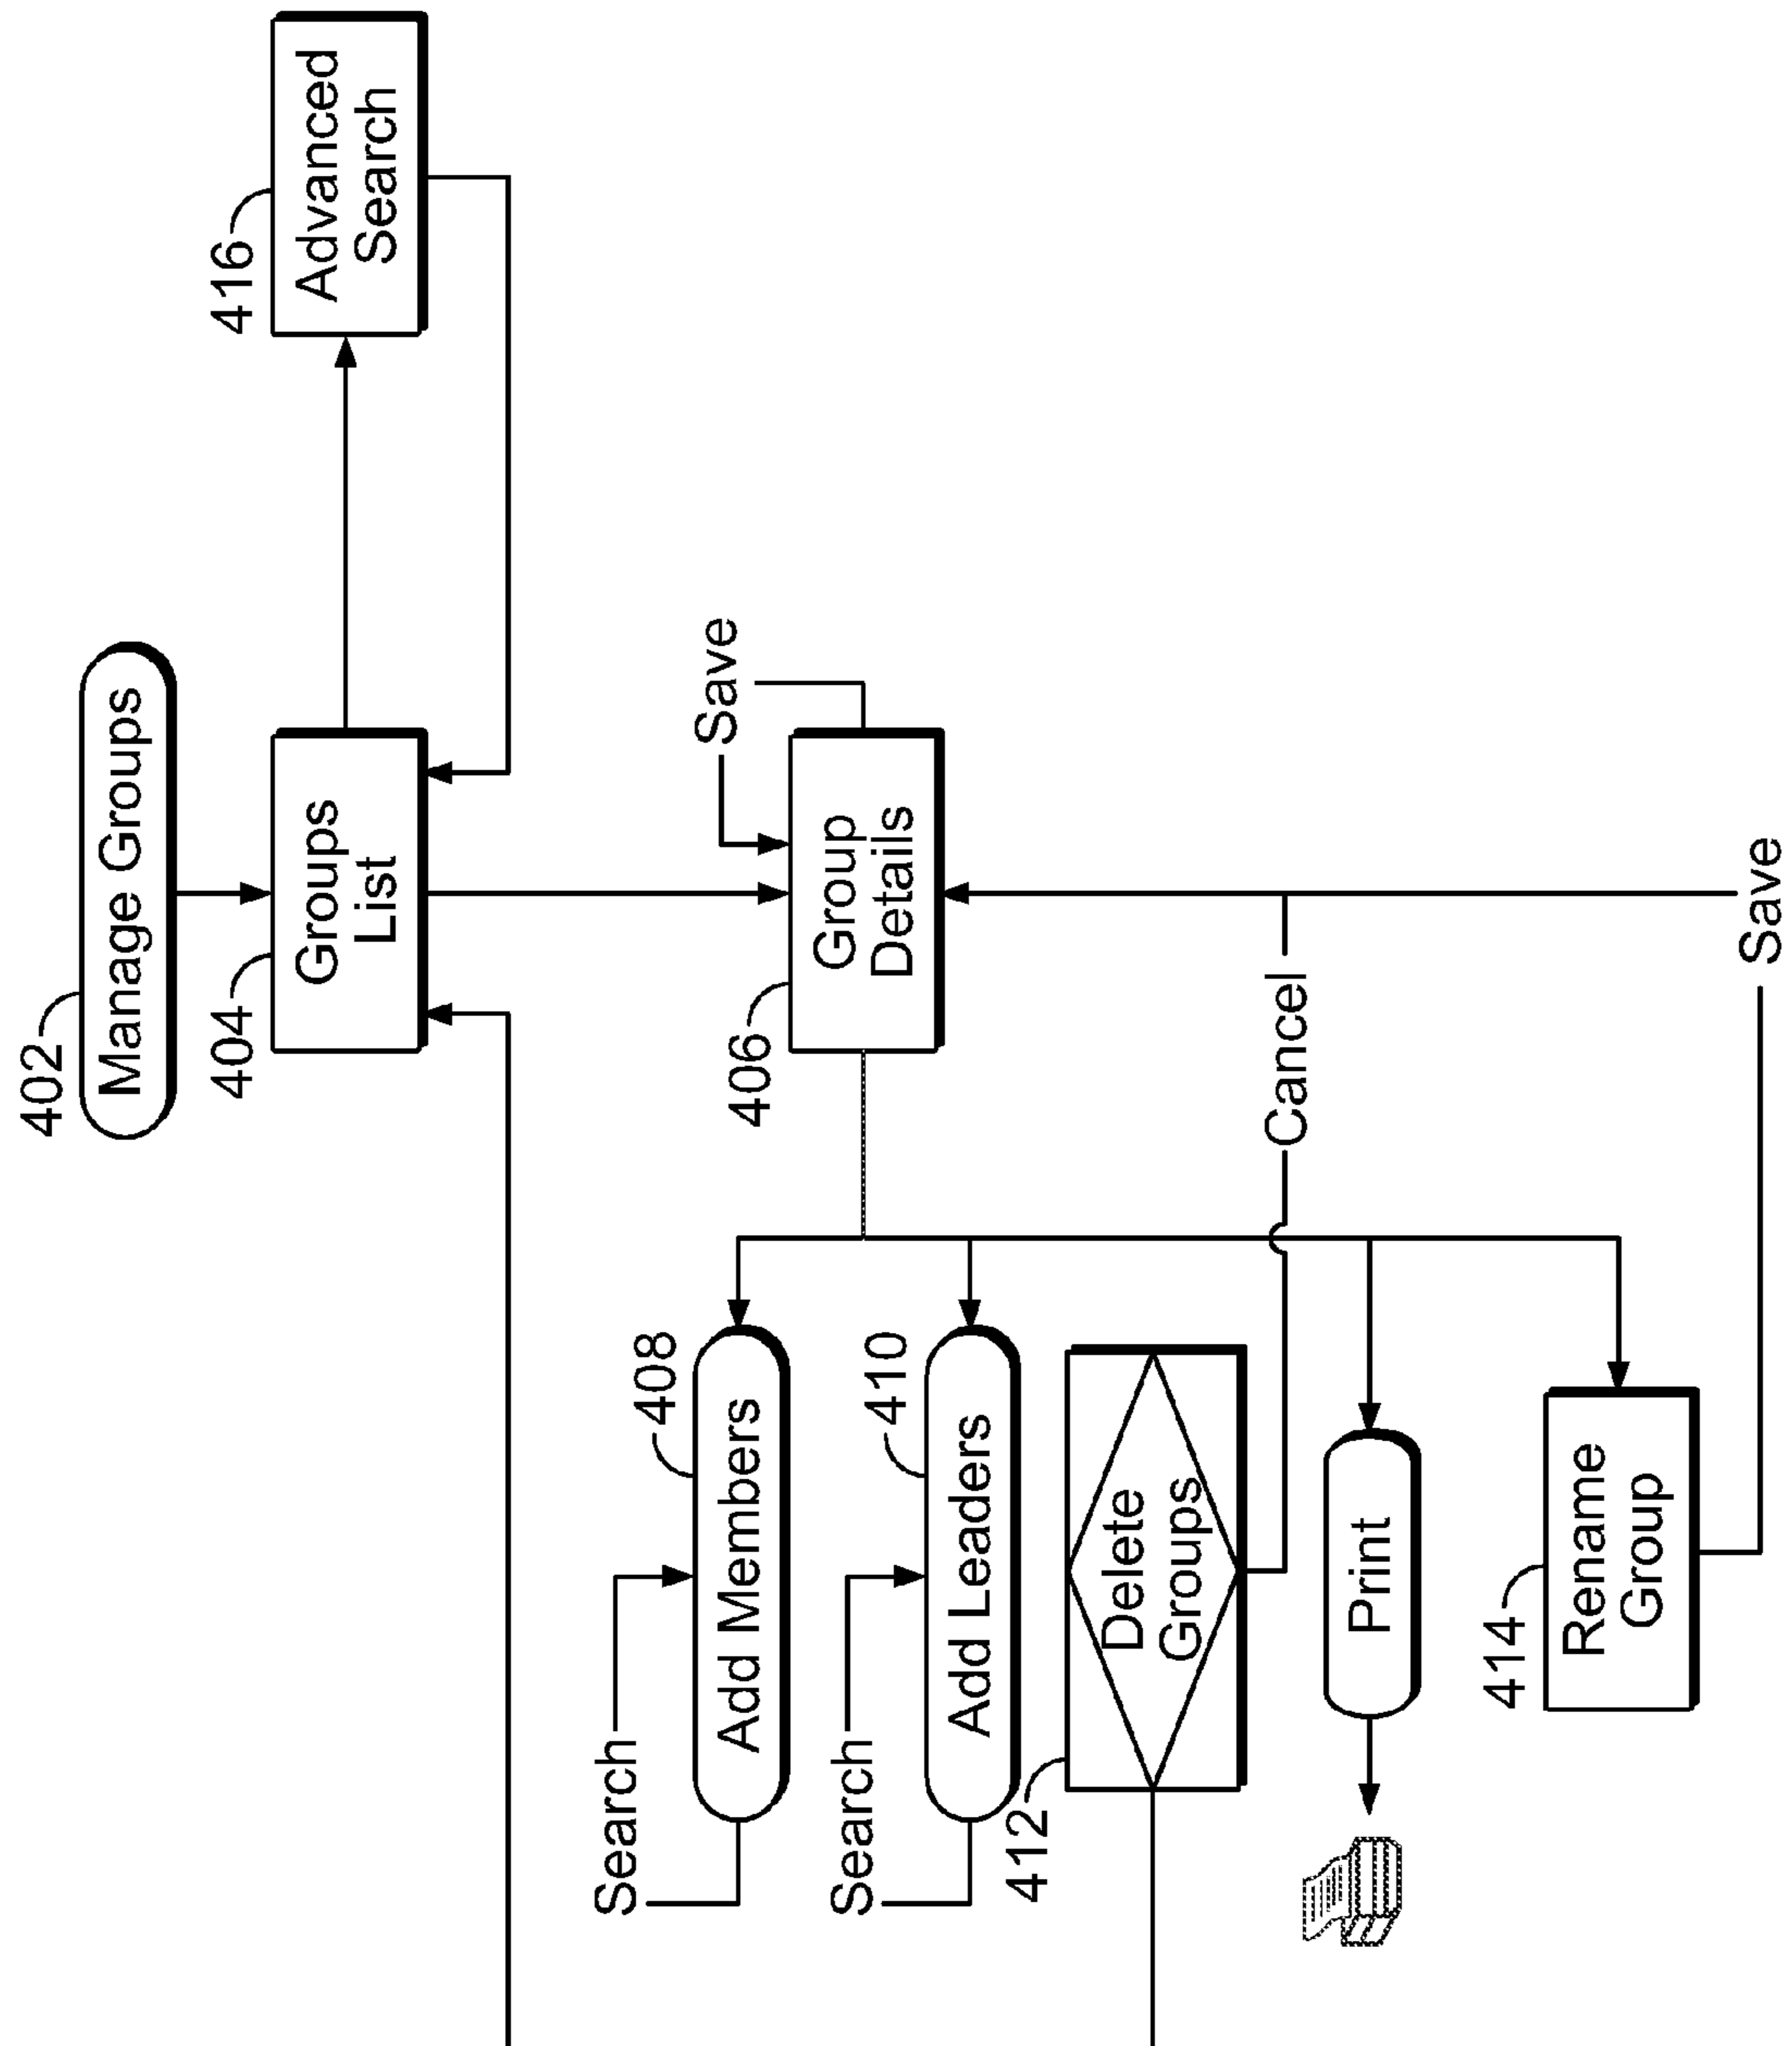 402
Manage Groups
404
Groups
List
416
Advanced
Search
406
Group
Details
Save
Search
408
Add Members
Search
410
Add Leaders
412
Delete
Groups
Cancel
Print
414
Rename
Group
Save